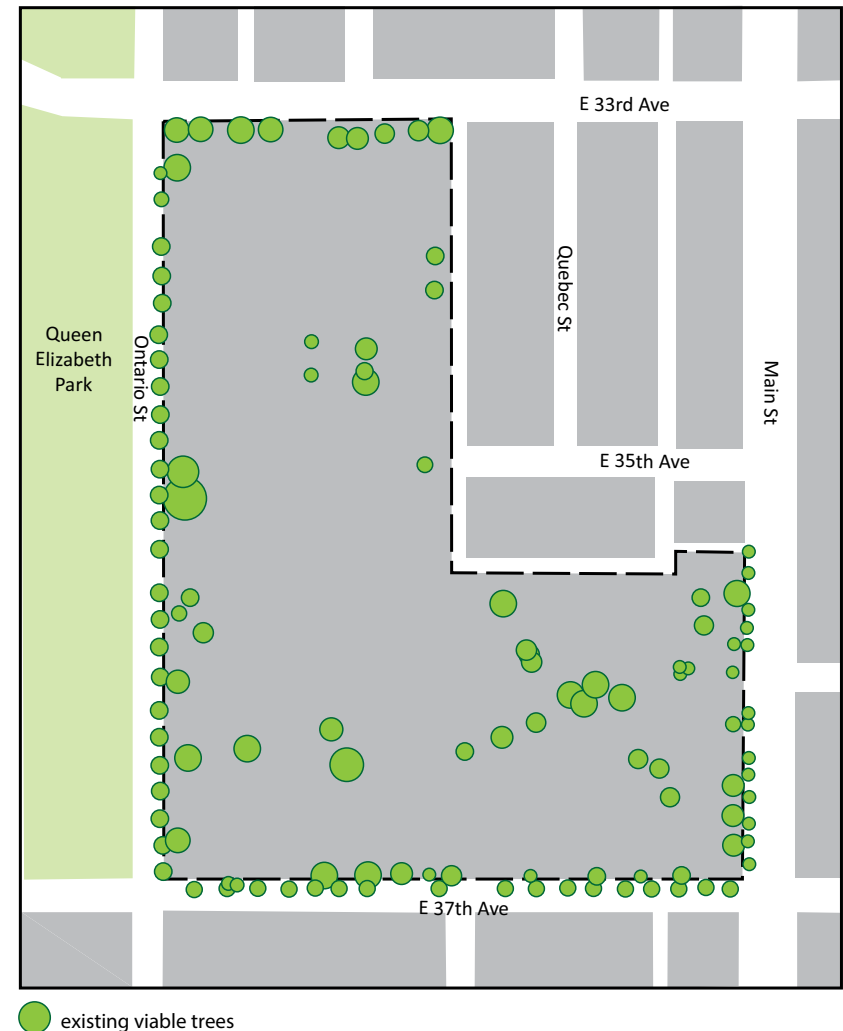 E 33rd Ave
Quebec St
Queen
Elizabeth
Park
Ontario St
Main St
E 35th Ave
E 37th Ave
existing viable trees